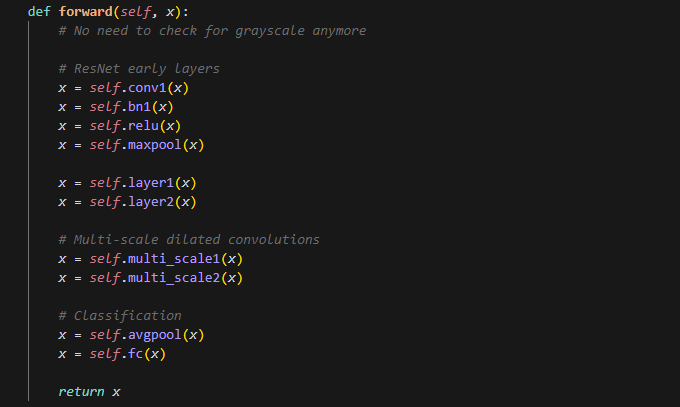 def forward(self, x):
# No need to check for grayscale anymore
# ResNet early layers
x = self.conv1(x)
x = self.bn1(x)
x = self.relu(x)
x = self.maxpool(x)
x = self.layer1(x)
x = self.layer2(x)
# Multi-scale dilated convolutions
x = self.multi_scale1(x)
x = self.multi_scale2(x)
# Classification
x = self.avgpool(x)
x = self.fc(x)
return x